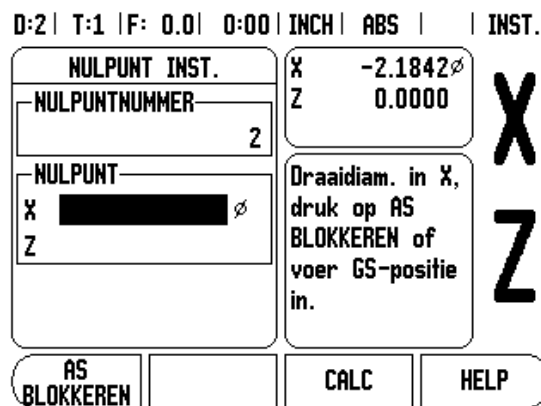 D:2| T:1 |F: 0.0| 0:00| INCH| ABS | | INST.
NULPUNT INST.
NULPUNTNUMMER
2
NULPUNT
X ø
Z
X -2.1842ø
Z 0.0000
Draaidiam. in X,
druk op AS
BLOKKEREN of
voer GS-positie
in.
X
Z
AS
BLOKKEREN
CALC
HELP